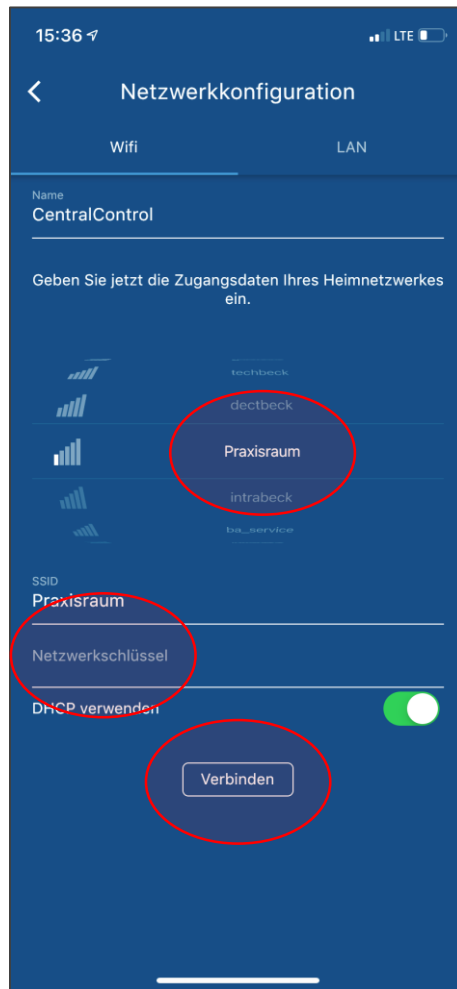 15:36
LTE
Netzwerkkonfiguration
Wifi
LAN
Name
CentralControl
Geben Sie jetzt die Zugangsdaten Ihres Heimnetzwerkes
ein.
techbeck
dectbeck
Praxisraum
intrabeck
ba_service
SSID
Praxisraum
Netzwerkschlüssel
DHCP verwenden
Verbinden